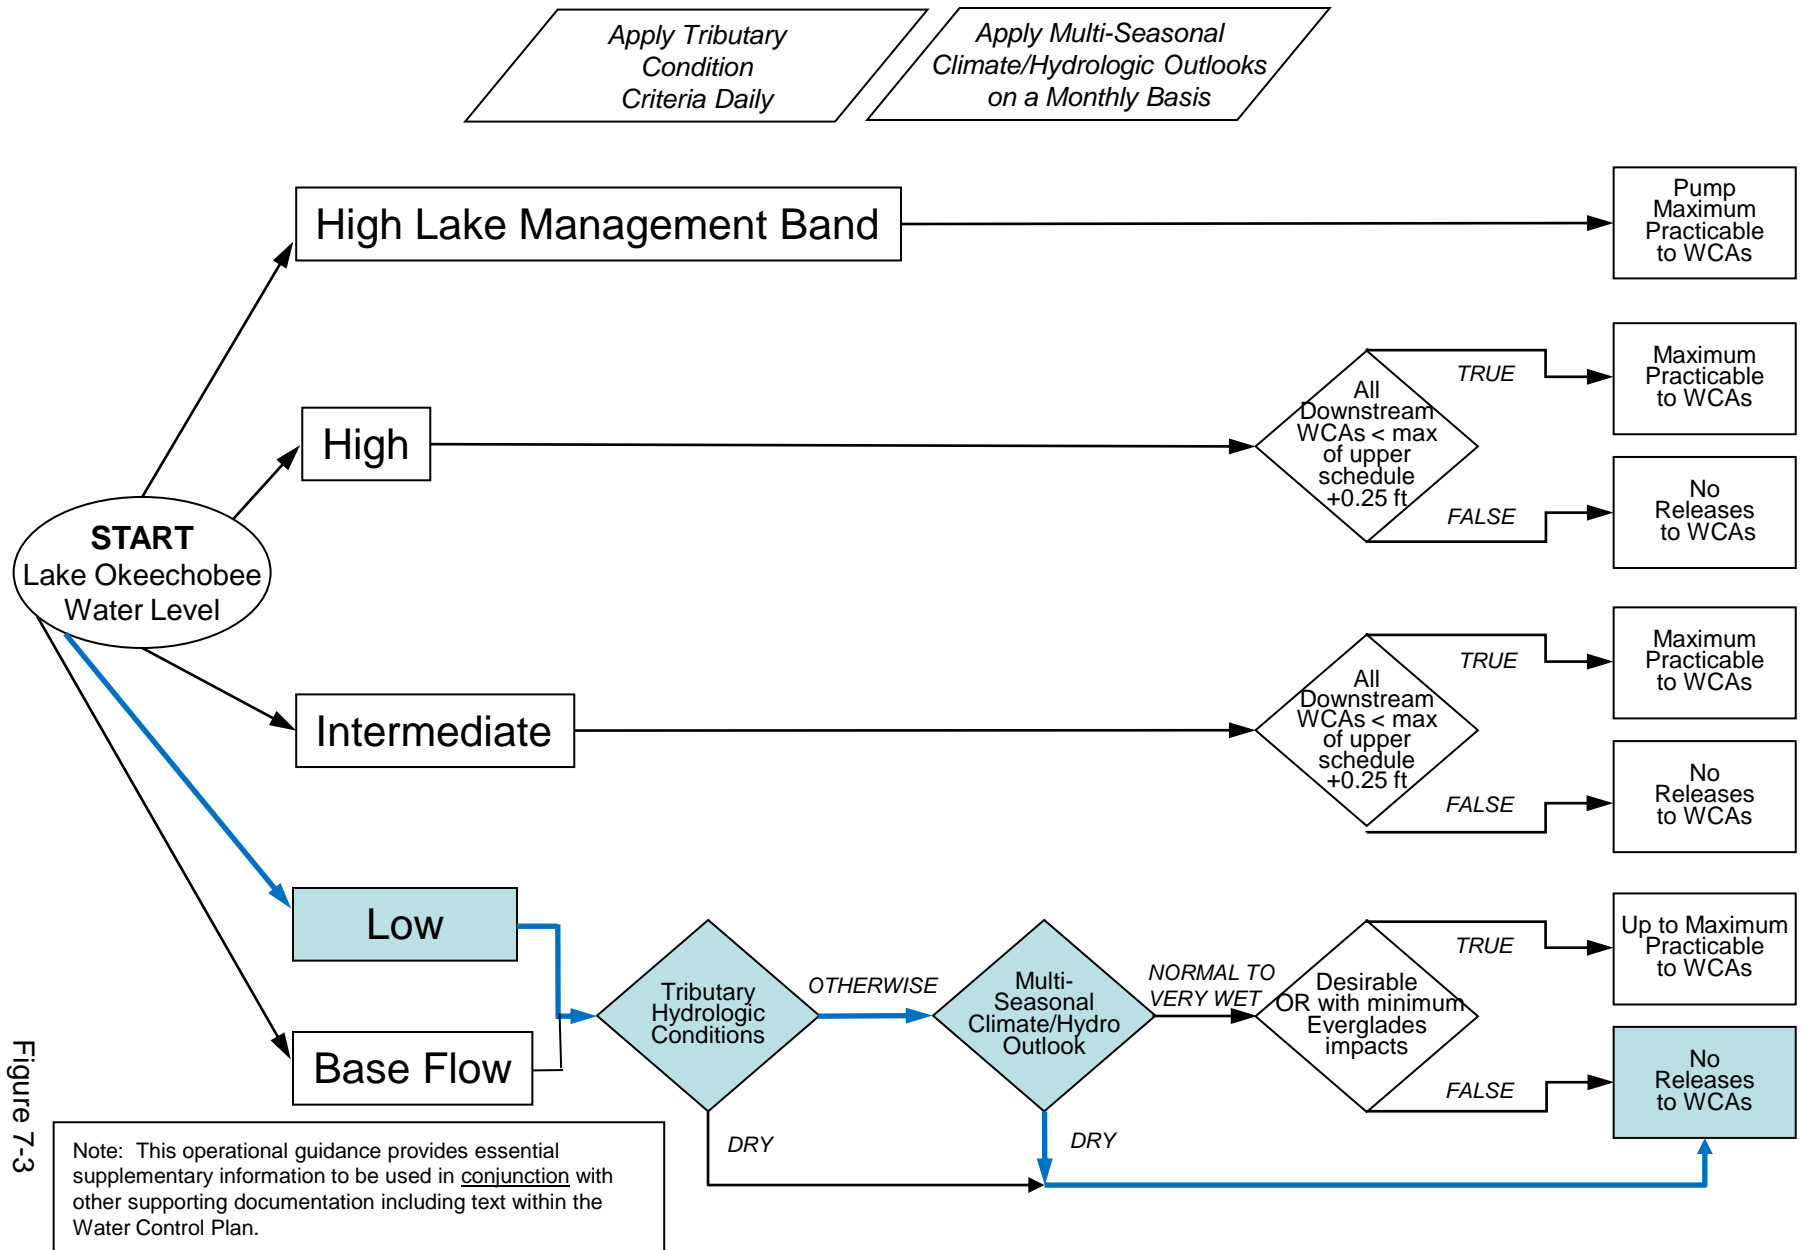 Apply Tributary
Condition
Criteria Daily
Apply Multi-Seasonal
Climate/Hydrologic Outlooks
on a Monthly Basis
High Lake Management Band
Pump
Maximum
Practicable
to WCAs
High
All
Downstream
WCAs < max
of upper
schedule
+0.25 ft
TRUE
Maximum
Practicable
to WCAs
FALSE
No
Releases
to WCAs
START
Lake Okeechobee
Water Level
Intermediate
All
Downstream
WCAs < max
of upper
schedule
+0.25 ft
TRUE
Maximum
Practicable
to WCAs
FALSE
No
Releases
to WCAs
Low
Base Flow
Tributary
Hydrologic
Conditions
OTHERWISE
DRY
Multi-
Seasonal
Climate/Hydro
Outlook
NORMAL TO
VERY WET
DRY
Desirable
OR with minimum
Everglades
impacts
TRUE
Up to Maximum
Practicable
to WCAs
FALSE
No
Releases
to WCAs
Figure 7-3
Note:  This operational guidance provides essential
supplementary information to be used in conjunction with
other supporting documentation including text within the
Water Control Plan.